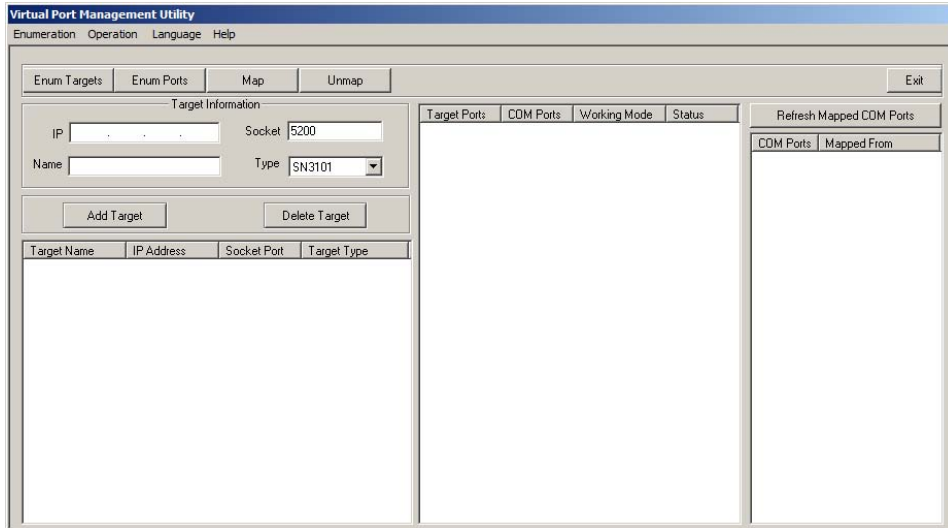 Virtual Port Management Utility
Enumeration Operation Language Help
Enum Targets Enum Ports Map Unmap Exit
Target Information
IP . . . Socket 5200
Name Type SN3101
Add Target Delete Target
Target Name IP Address Socket Port Target Type
Target Ports COM Ports Working Mode Status
Refresh Mapped COM Ports
COM Ports Mapped From